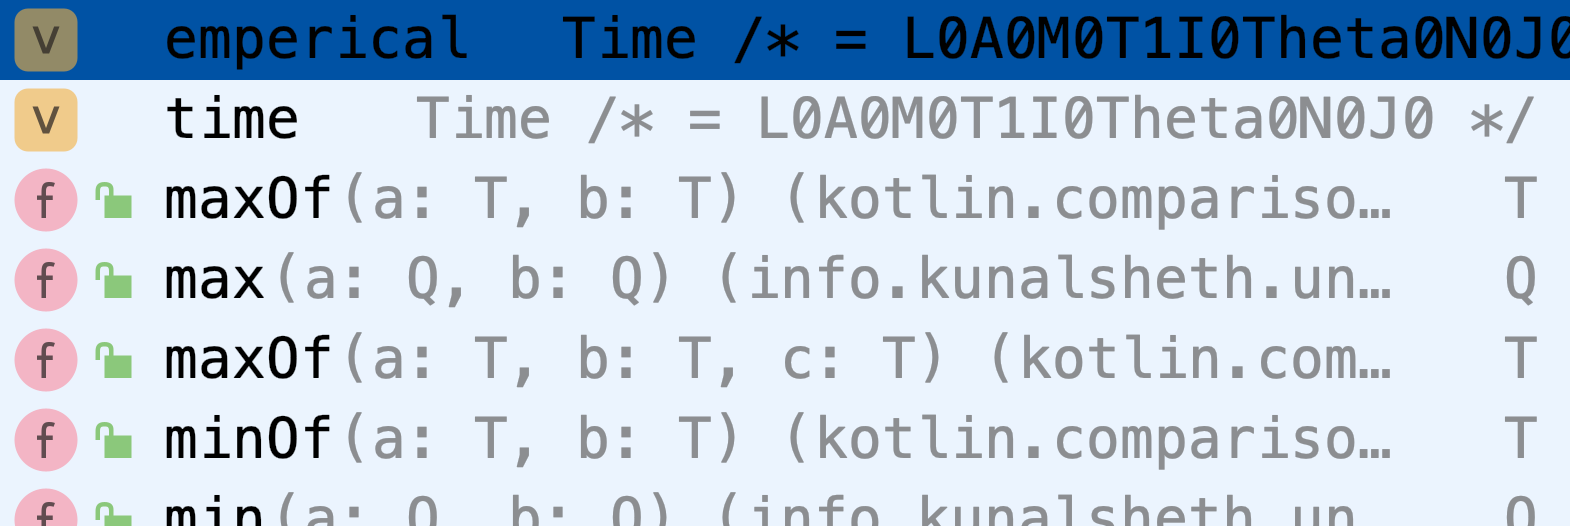 v emperical Time /* = L0A0M0T1I0Theta0N0J0
v time Time /* = L0A0M0T1I0Theta0N0J0 */
f maxOf(a: T, b: T) (kotlin.compariso… T
f max(a: Q, b: Q) (info.kunalsheth.un… Q
f maxOf(a: T, b: T, c: T) (kotlin.com… T
f minOf(a: T, b: T) (kotlin.compariso… T
f min(a: Q, b: Q) (info.kunalsheth.un… Q